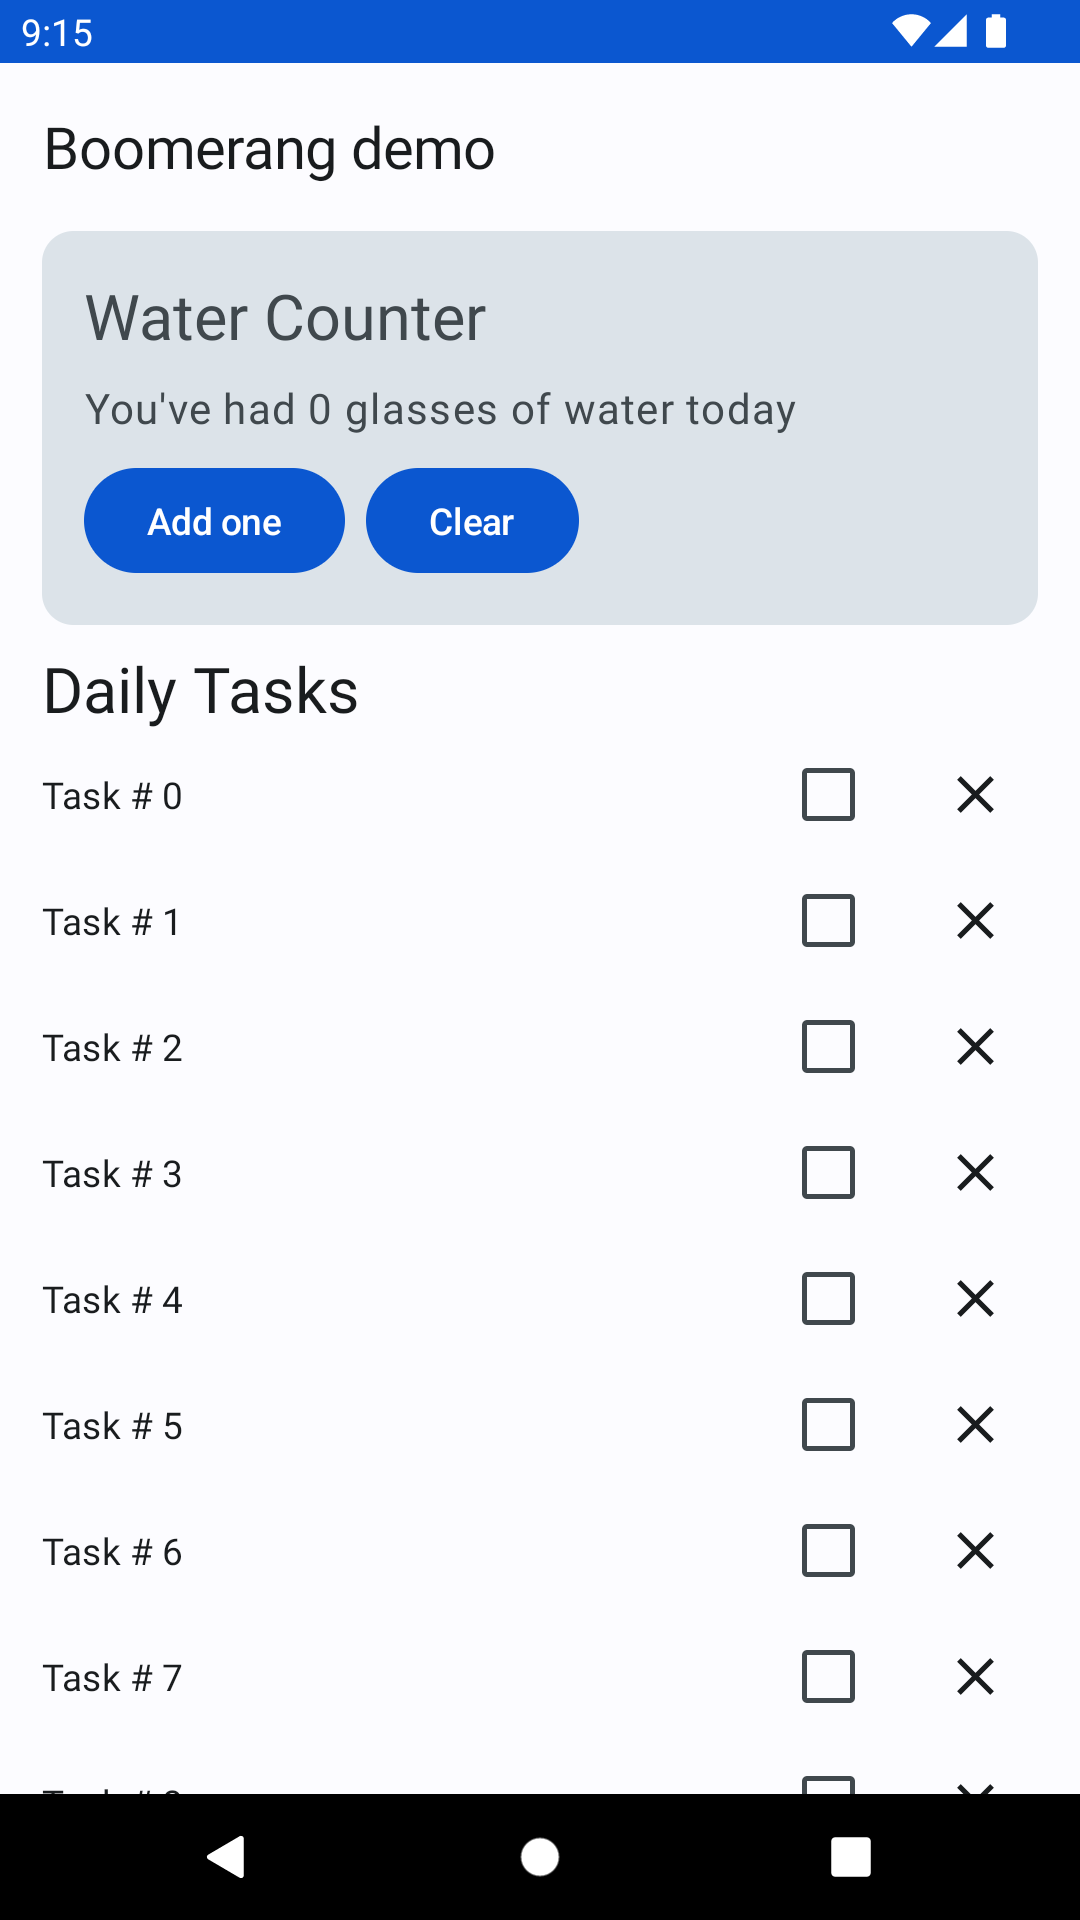 9:15
Boomerang demo
Water Counter
You've had 0 glasses of water today
Add one Clear
Daily Tasks
Task # 0
Task # 1
Task # 2
Task # 3
Task # 4
Task # 5
Task # 6
Task # 7